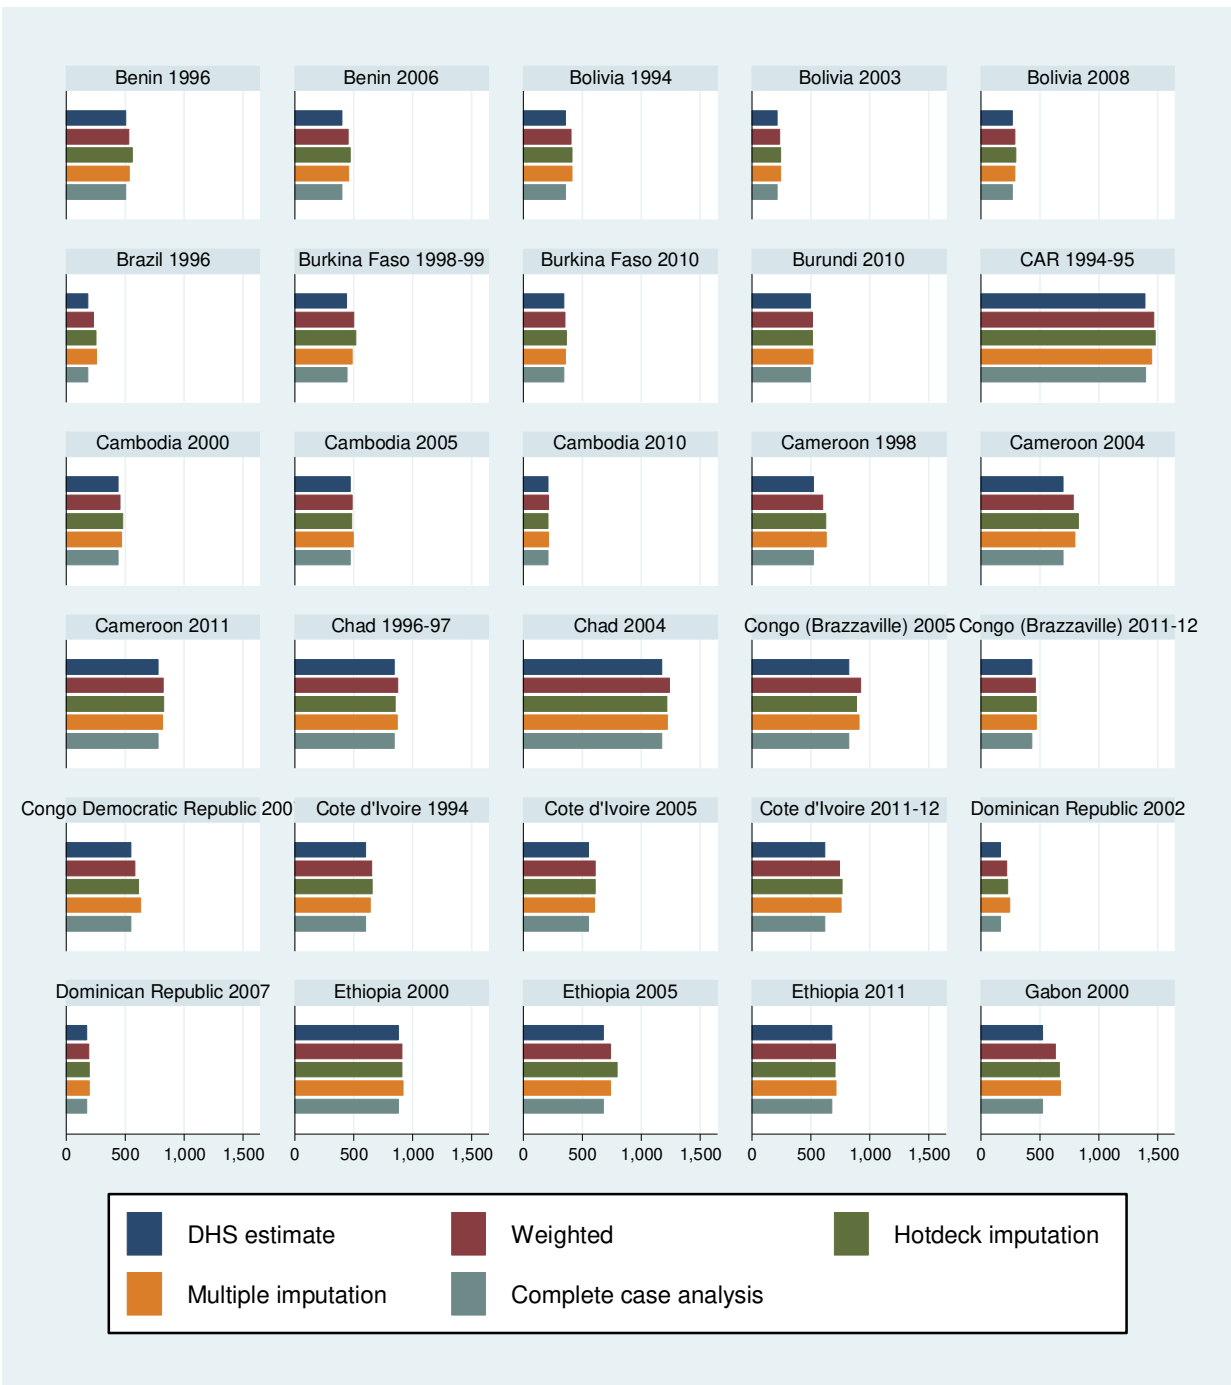 Benin 1996 Benin 2006 Bolivia 1994 Bolivia 2003 Bolivia 2008
Brazil 1996 Burkina Faso 1998-99 Burkina Faso 2010 Burundi 2010 CAR 1994-95
Cambodia 2000 Cambodia 2005 Cambodia 2010 Cameroon 1998 Cameroon 2004
Cameroon 2011 Chad 1996-97 Chad 2004 Congo (Brazzaville) 2005 Congo (Brazzaville) 2011-12
Congo Democratic Republic 200 Cote d'Ivoire 1994 Cote d'Ivoire 2005 Cote d'Ivoire 2011-12 Dominican Republic 2002
Dominican Republic 2007 Ethiopia 2000 Ethiopia 2005 Ethiopia 2011 Gabon 2000
0 500 1,000 1,500 0 500 1,000 1,500 0 500 1,000 1,500 0 500 1,000 1,500 0 500 1,000 1,500
DHS estimate Weighted Hotdeck imputation
Multiple imputation Complete case analysis